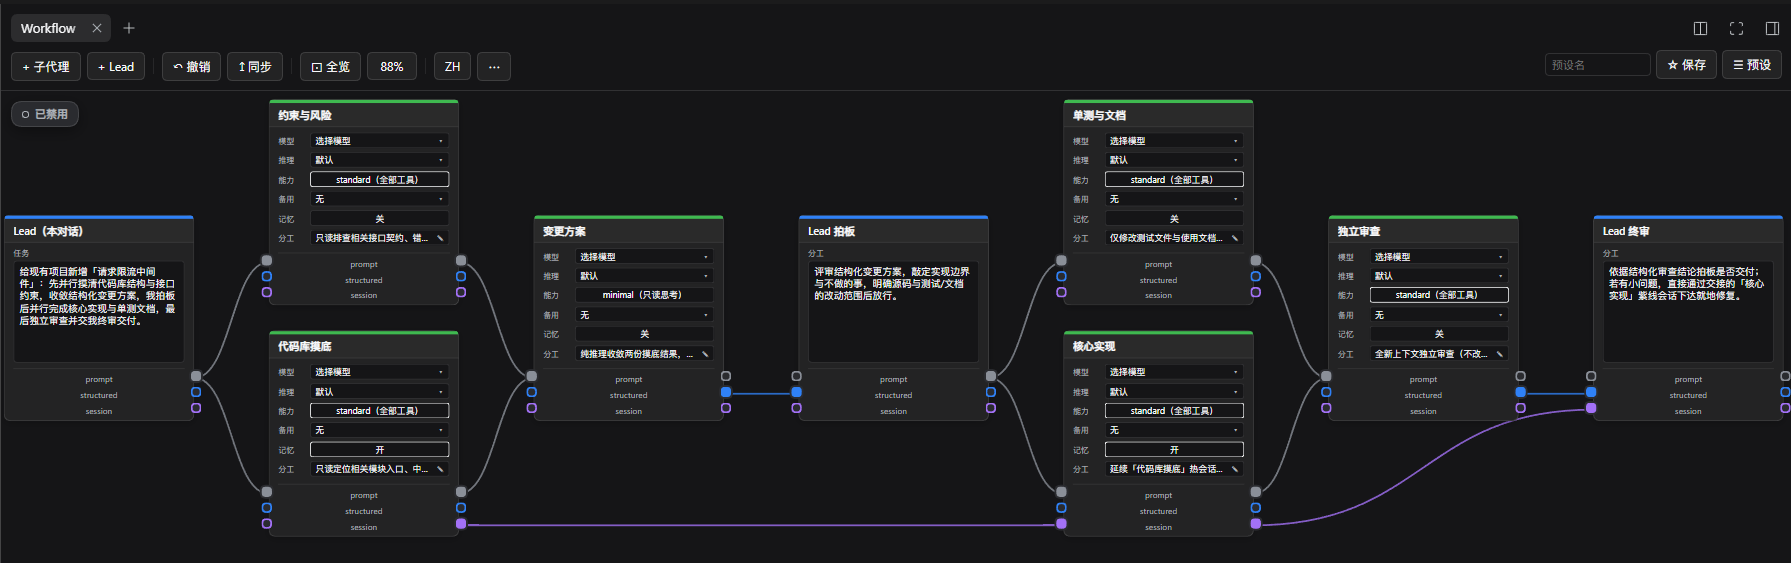 Workflow
+ 子代理
+ Lead
撤销
同步
全览
88%
ZH
...
预设名
保存
预设
已禁用
约束与风险
模型 选择模型
推理 默认
能力 standard（全部工具）
备用 无
记忆 关
分工 只读排查相关接口契约、错...
prompt
structured
session
单测与文档
模型 选择模型
推理 默认
能力 standard（全部工具）
备用 无
记忆 关
分工 仅修改测试文件与使用文档...
prompt
structured
session
Lead（本对话）
任务
给现有项目新增「请求限流中间
件」：先并行摸清代码库结构与接口
约束，收敛结构化变更方案，我拍板
后并行完成核心实现与单测文档，最
后独立审查并交我终审交付。
prompt
structured
session
变更方案
模型 选择模型
推理 默认
能力 minimal（只读思考）
备用 无
记忆 关
分工 纯推理收敛两份摸底结果，...
prompt
structured
session
Lead 拍板
分工
评审结构化变更方案，敲定实现边界
与不做的事，明确源码与测试/文档
的改动范围后放行。
prompt
structured
session
独立审查
模型 选择模型
推理 默认
能力 standard（全部工具）
备用 无
记忆 关
分工 全新上下文独立审查（不改...
prompt
structured
session
Lead 终审
分工
依据结构化审查结论拍板是否交付；
若有小问题，直接通过交接的「核心
实现」紫线会话下达就地修复。
prompt
structured
session
代码库摸底
模型 选择模型
推理 默认
能力 standard（全部工具）
备用 无
记忆 开
分工 只读定位相关模块入口、中...
prompt
structured
session
核心实现
模型 选择模型
推理 默认
能力 standard（全部工具）
备用 无
记忆 开
分工 延续「代码库摸底」热会话...
prompt
structured
session